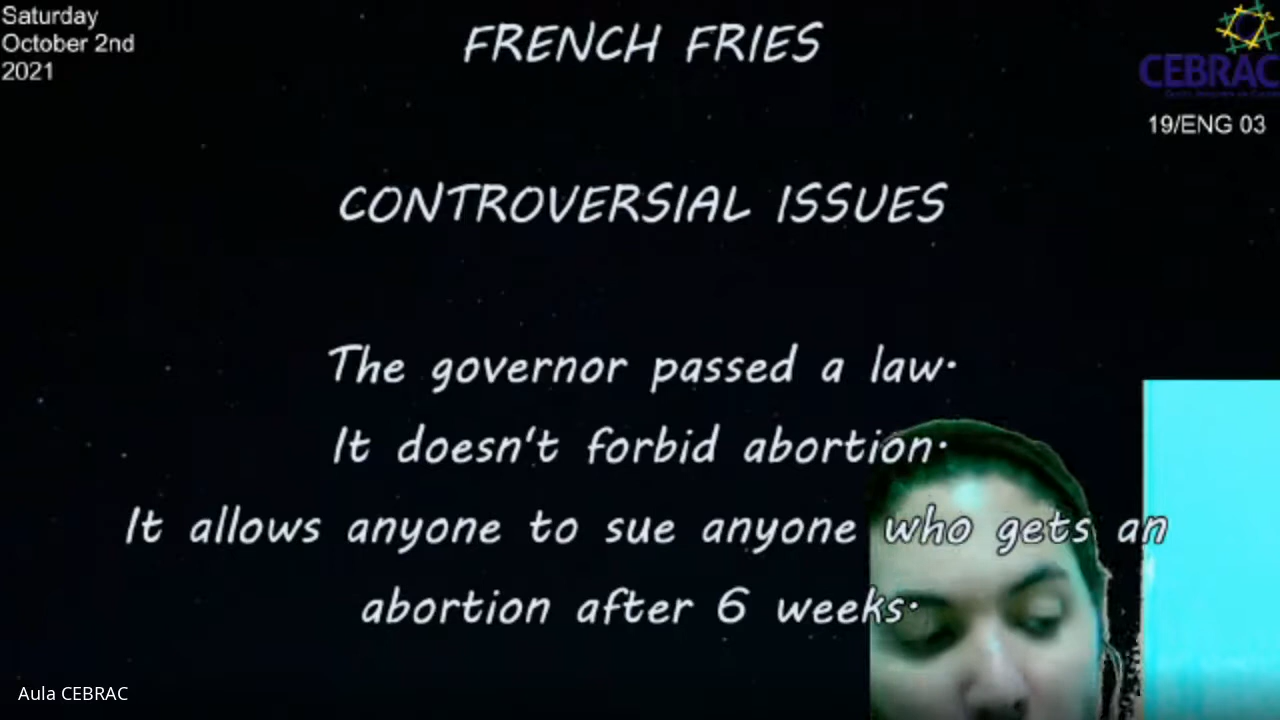 Saturday
October 2nd
2021
FRENCH FRIES
CEBRAC
19/ENG 03
CONTROVERSIAL ISSUES
The governor passed a law.
It doesn't forbid abortion.
It allows anyone to sue anyone who gets an
abortion after 6 weeks.
Aula CEBRAC